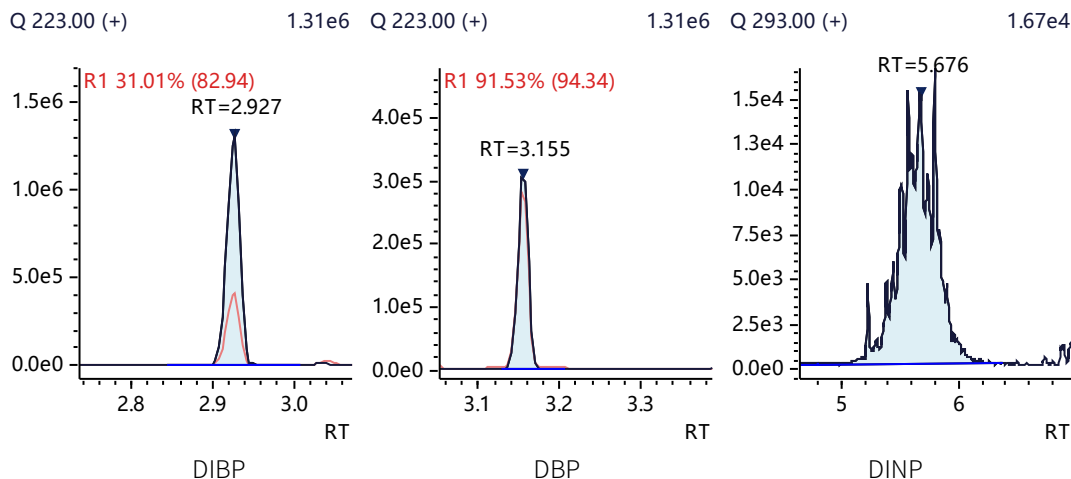 Q 223.00 (+) 1.31e6
R1 31.01% (82.94)
RT=2.927
1.5e6
1.0e6
5.0e5
0.0e0
2.8 2.9 3.0
RT
DIBP
Q 223.00 (+) 1.31e6
R1 91.53% (94.34)
RT=3.155
4.0e5
3.0e5
2.0e5
1.0e5
0.0e0
3.1 3.2 3.3
RT
DBP
Q 293.00 (+) 1.67e4
RT=5.676
1.5e4
1.3e4
1.0e4
7.5e3
5.0e3
2.5e3
0.0e0
5 6
RT
DINP